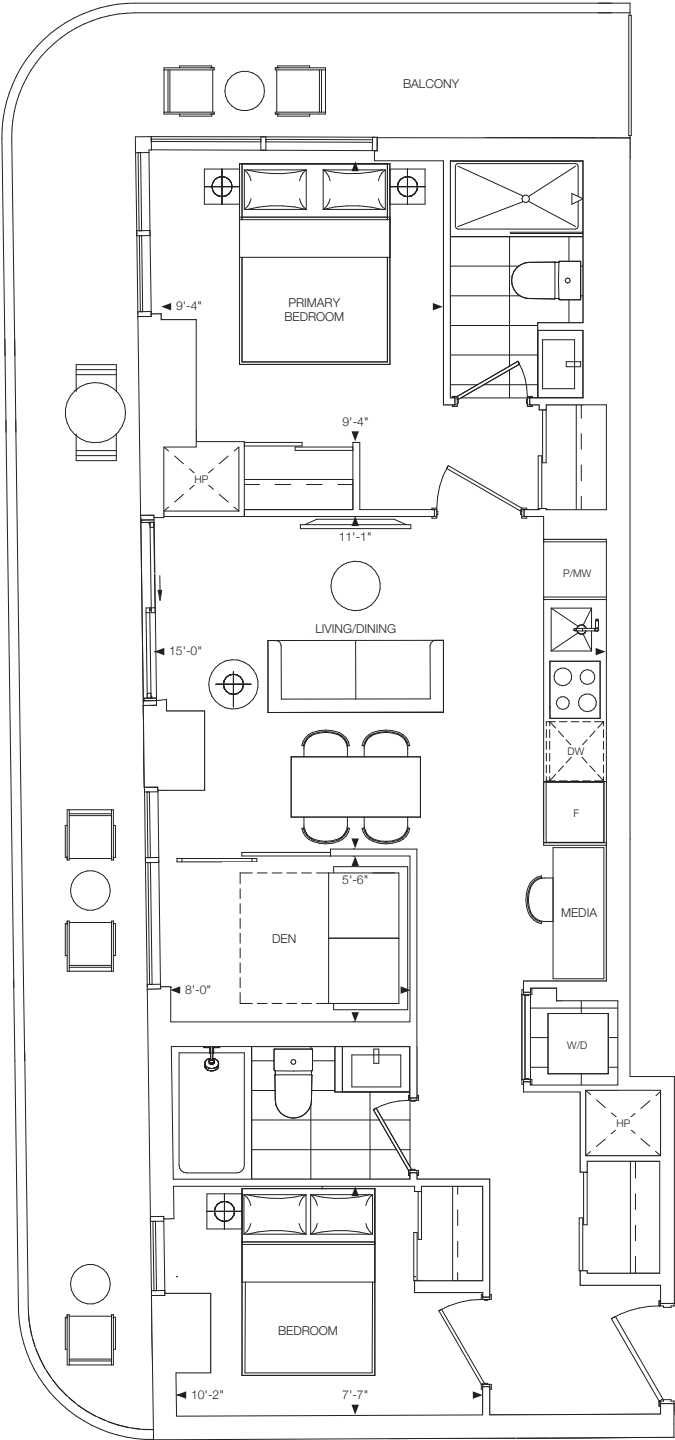 BALCONY
9'-4"
PRIMARY
BEDROOM
9'-4"
HP
11'-1"
P/MW
LIVING/DINING
15'-0"
DW
F
5'-6"
MEDIA
DEN
8'-0"
W/D
HP
BEDROOM
10'-2"
7'-7"